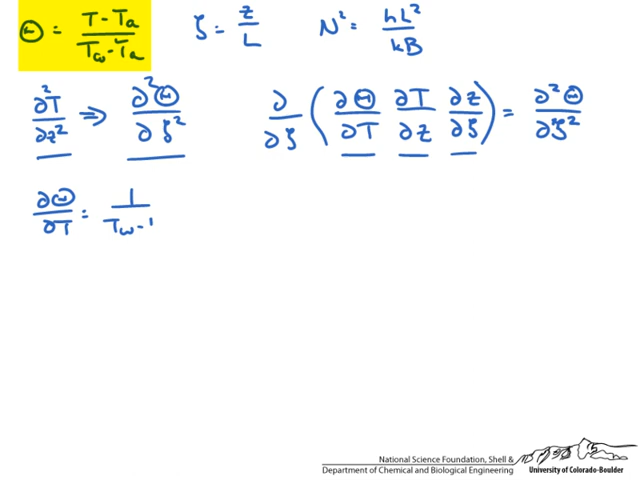 Θ = (T - Ta)/(Tw - Ta)   ζ = z/L   N² = hL²/kB
∂²T/∂z² ⇒ ∂²Θ/∂ζ²   ∂/∂ζ (∂Θ/∂T ∂T/∂z ∂z/∂ζ) = ∂²Θ/∂ζ²
∂Θ/∂T = 1/(Tw - 
National Science Foundation, Shell &
Department of Chemical and Biological Engineering
University of Colorado-Boulder